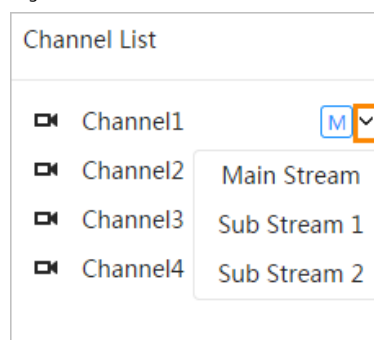 Channel List
Channel1 M
Channel2 Main Stream
Channel3 Sub Stream 1
Channel4 Sub Stream 2